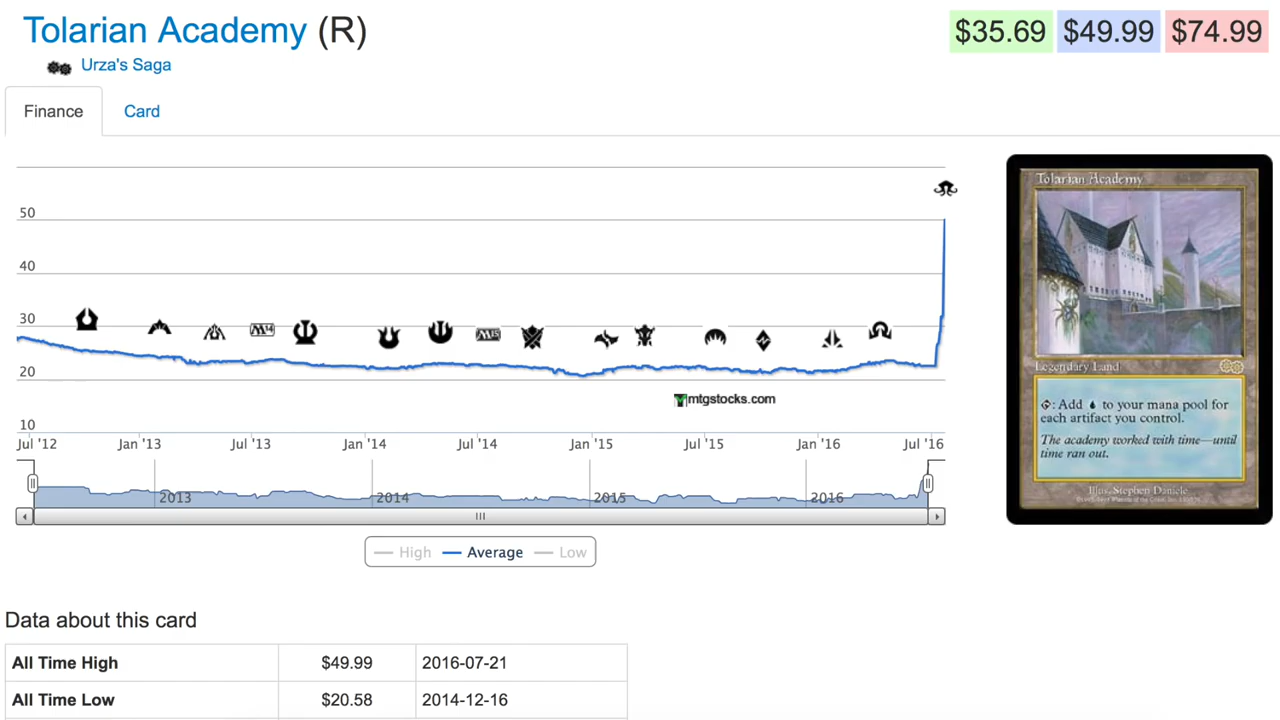 Tolarian Academy (R)
$35.69 $49.99 $74.99
Urza's Saga
Finance Card
50
40
30
20
10
M14
M15
mtgstocks.com
Jul '12 Jan '13 Jul '13 Jan '14 Jul '14 Jan '15 Jul '15 Jan '16 Jul '16
2013 2014 2015 2016
High Average Low
Tolarian Academy
Legendary Land
: Add to your mana pool for
each artifact you control.
The academy worked with time—until
time ran out.
Illus. Stephen Daniele
Data about this card
All Time High $49.99 2016-07-21
All Time Low $20.58 2014-12-16